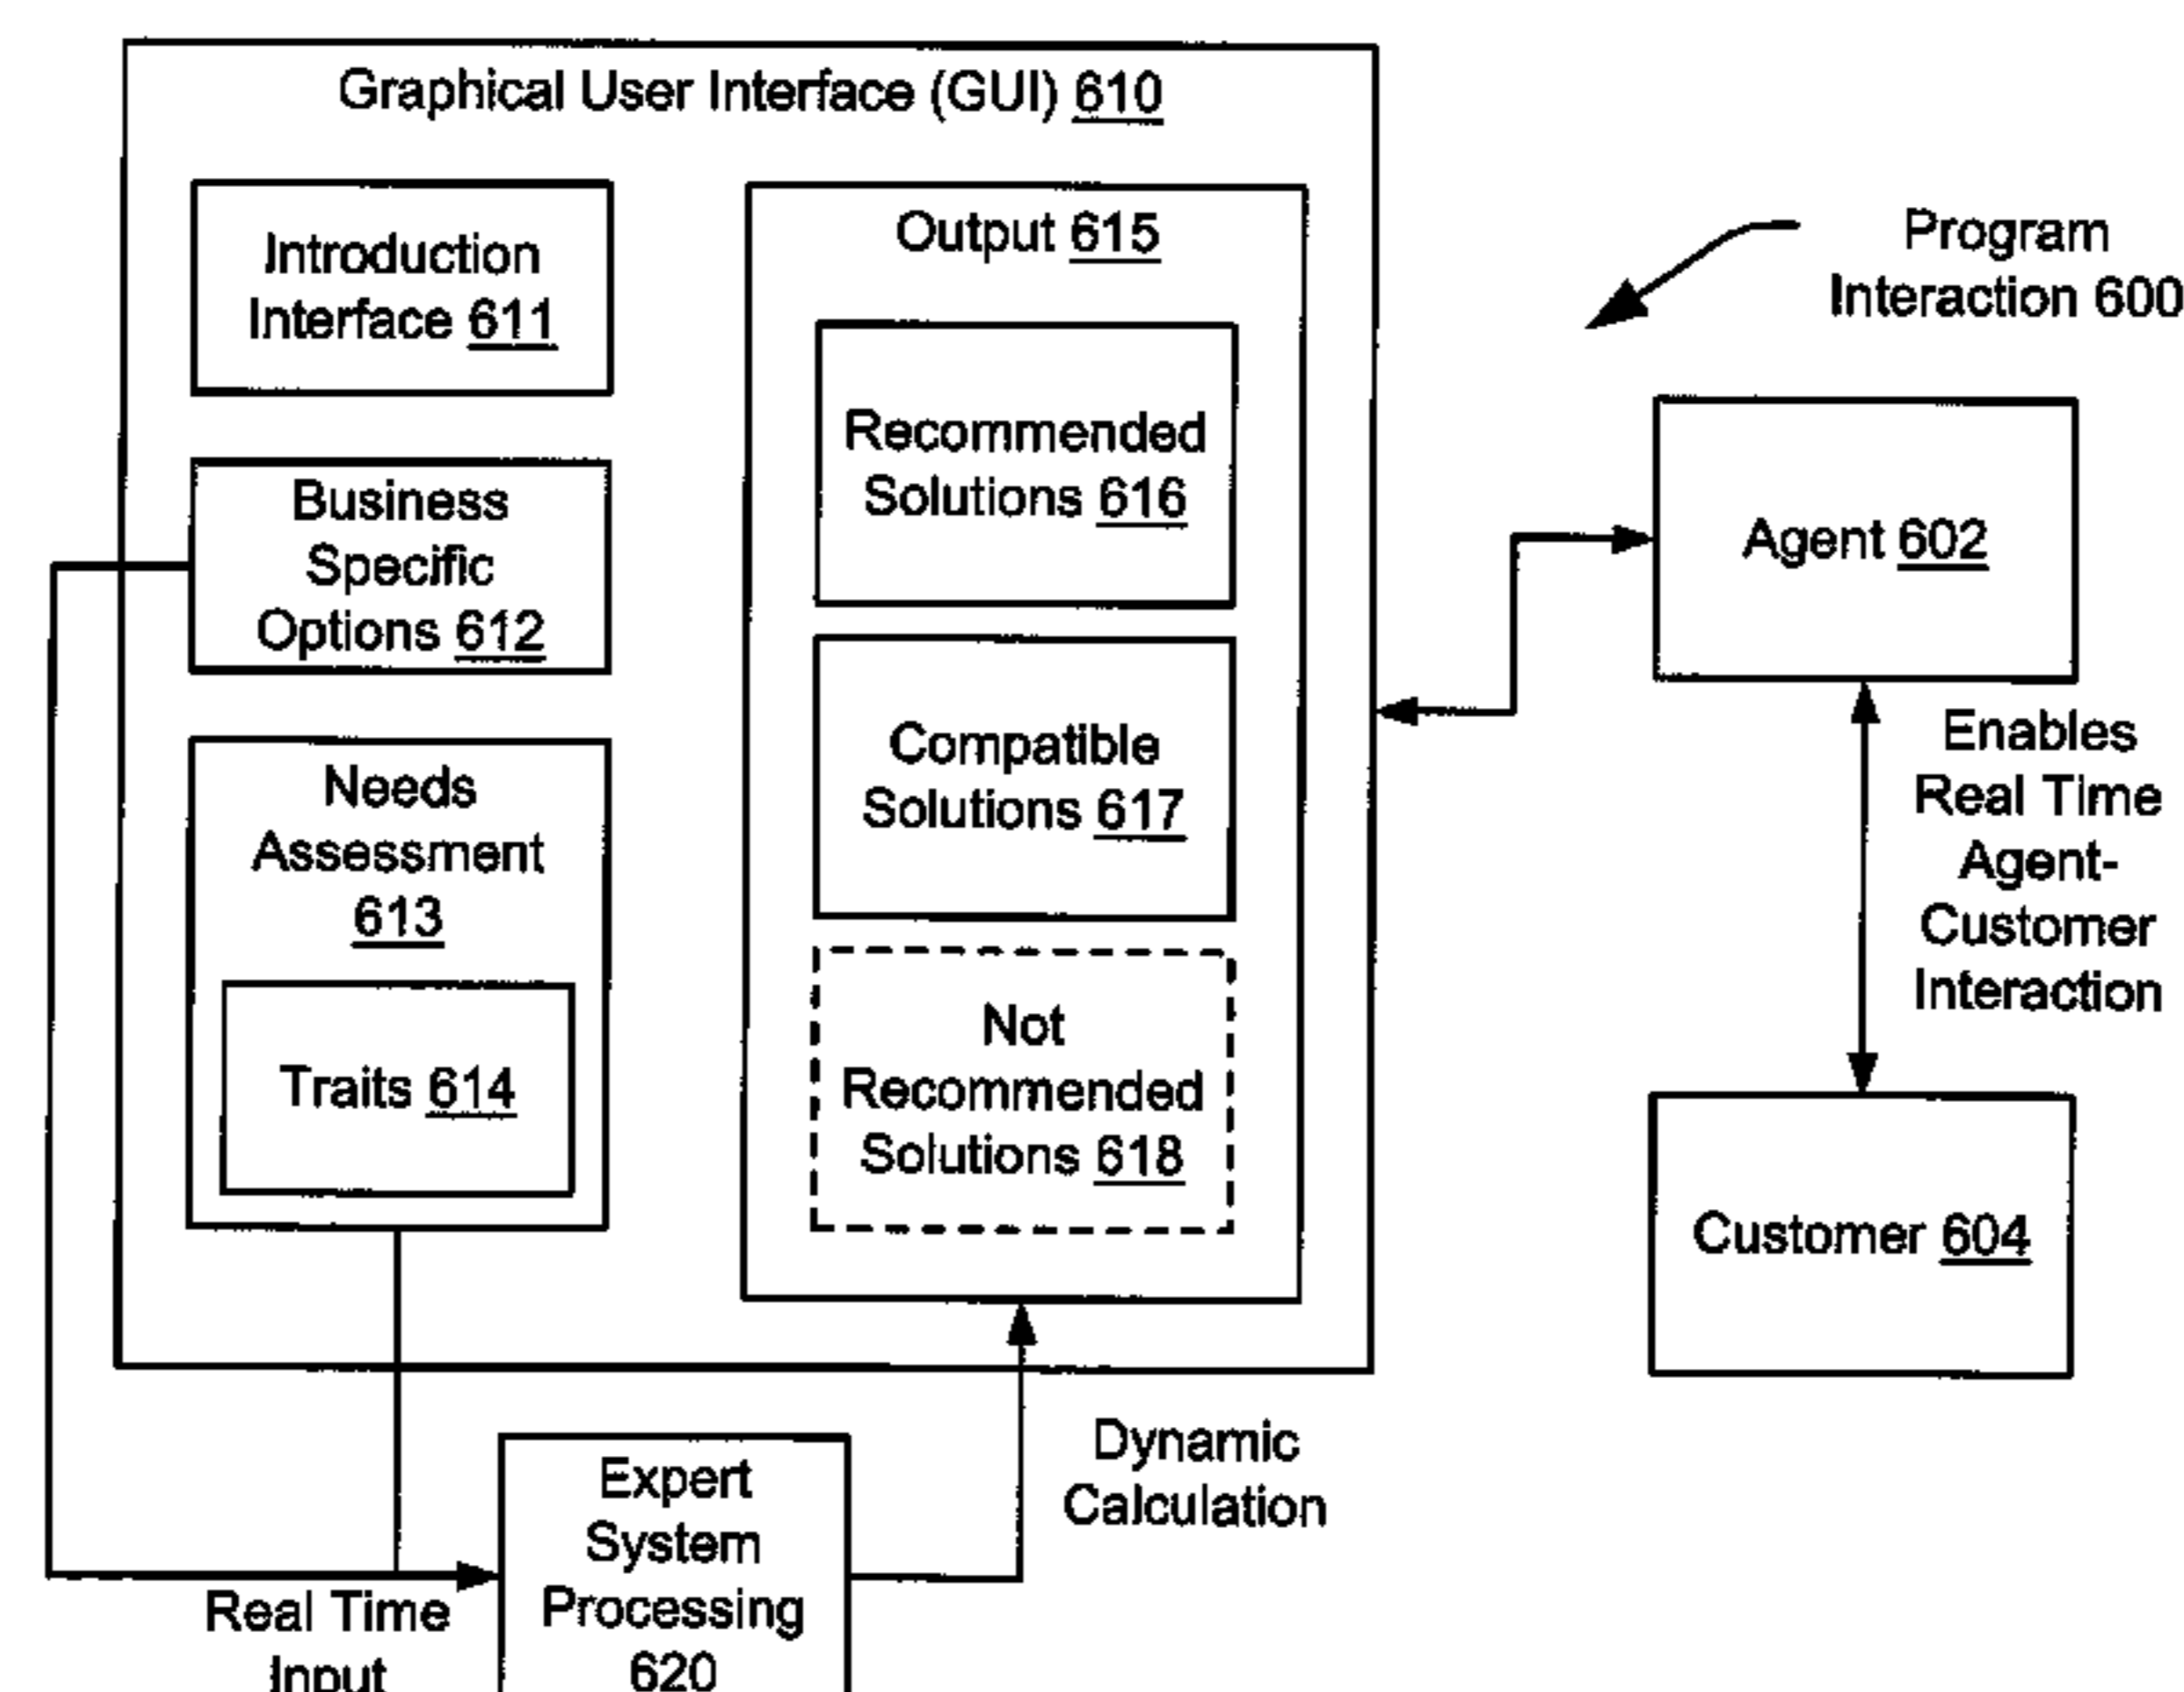 Graphical User Interface (GUI) 610
Introduction
Interface 611
Business
Specific
Options 612
Needs
Assessment
613
Traits 614
Output 615
Recommended
Solutions 616
Compatible
Solutions 617
Not
Recommended
Solutions 618
Program
Interaction 600
Agent 602
Enables
Real Time
Agent-
Customer
Interaction
Customer 604
Dynamic
Calculation
Expert
System
Processing
620
Real Time
Input